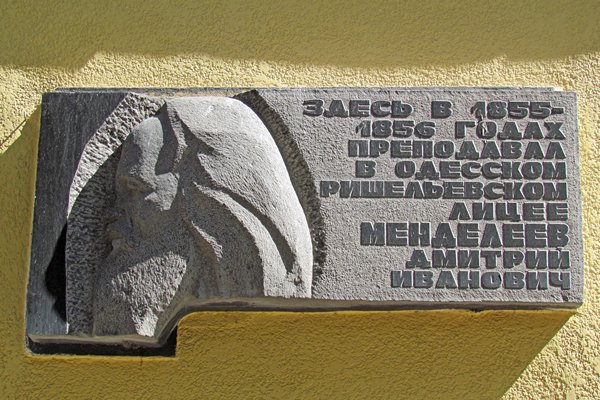 ЗДЕСЬ В 1855-
1856 ГОДАХ
ПРЕПОДАВАЛ
В ОДЕССКОМ
РИШЕЛЬЕВСКОМ
ЛИЦЕЕ
МЕНДЕЛЕЕВ
ДМИТРИЙ
ИВАНОВИЧ